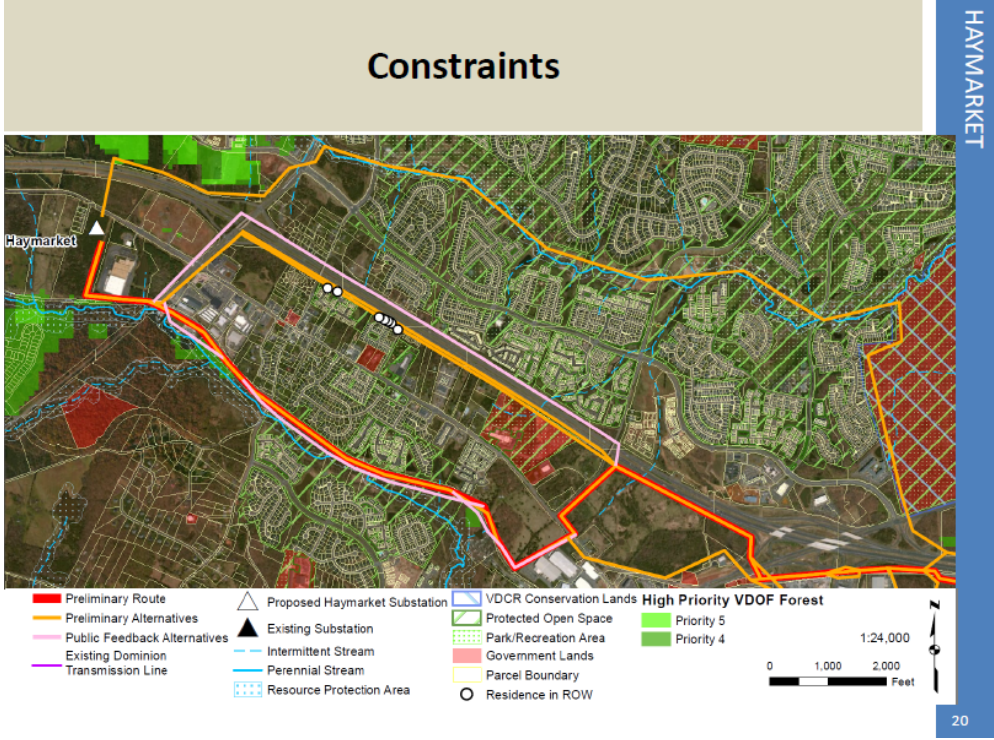 Constraints
HAYMARKET
Haymarket
Preliminary Route
Preliminary Alternatives
Public Feedback Alternatives
Existing Dominion
Transmission Line
Proposed Haymarket Substation
Existing Substation
Intermittent Stream
Perennial Stream
Resource Protection Area
VDCR Conservation Lands
Protected Open Space
Park/Recreation Area
Government Lands
Parcel Boundary
Residence in ROW
High Priority VDOF Forest
Priority 5
Priority 4
N
1:24,000
0 1,000 2,000
Feet
20